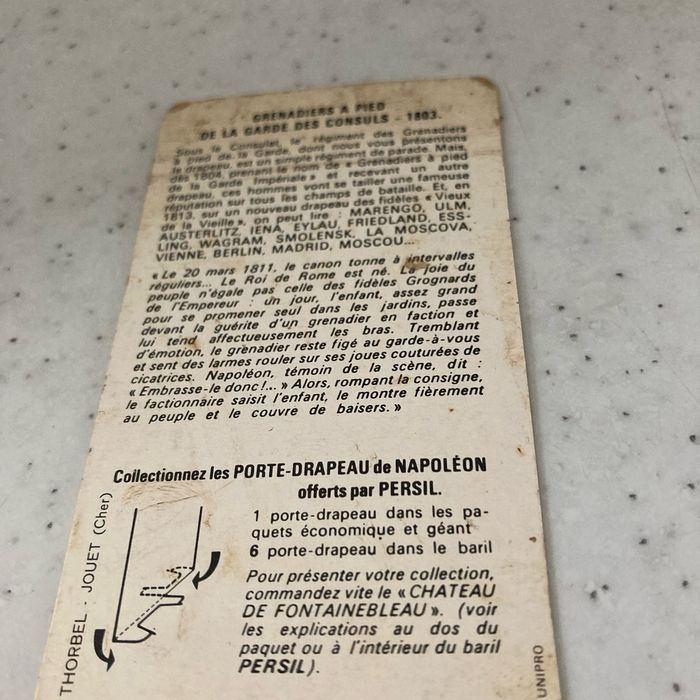 GRENADIERS A PIED
DE LA GARDE DES CONSULS - 1803.
Sous le Consulat, le régiment des Grenadiers
à pied de la Garde, dont nous vous présentons
le drapeau, est un simple régiment de parade. Mais,
dès 1804, prenant le nom de « Grenadiers à pied
de la Garde Impériale » et recevant un autre
drapeau, ces hommes vont se tailler une fameuse
réputation sur tous les champs de bataille. Et, en
1813, sur un nouveau drapeau des fidèles « Vieux
de la Vieille », on peut lire : MARENGO, ULM,
AUSTERLITZ, IENA, EYLAU, FRIEDLAND, ESS-
LING, WAGRAM, SMOLENSK, LA MOSCOVA,
VIENNE, BERLIN, MADRID, MOSCOU...
« Le 20 mars 1811, le canon tonne à intervalles
réguliers... Le Roi de Rome est né. La joie du
peuple n'égale pas celle des fidèles Grognards
de l'Empereur : un jour, l'enfant, assez grand
pour se promener seul dans les jardins, passe
devant la guérite d'un grenadier en faction et
lui tend affectueusement les bras. Tremblant
d'émotion, le grenadier reste figé au garde-à-vous
et sent des larmes rouler sur ses joues couturées de
cicatrices. Napoléon, témoin de la scène, dit :
« Embrasse-le donc !... » Alors, rompant la consigne,
le factionnaire saisit l'enfant, le montre fièrement
au peuple et le couvre de baisers. »
Collectionnez les PORTE-DRAPEAU de NAPOLÉON
offerts par PERSIL.
1 porte-drapeau dans les pa-
quets économique et géant
6 porte-drapeau dans le baril
Pour présenter votre collection,
commandez vite le « CHATEAU
DE FONTAINEBLEAU ». (voir
les explications au dos du
paquet ou à l'intérieur du baril
PERSIL).
THORBEL : JOUET (Cher)
UNIPRO